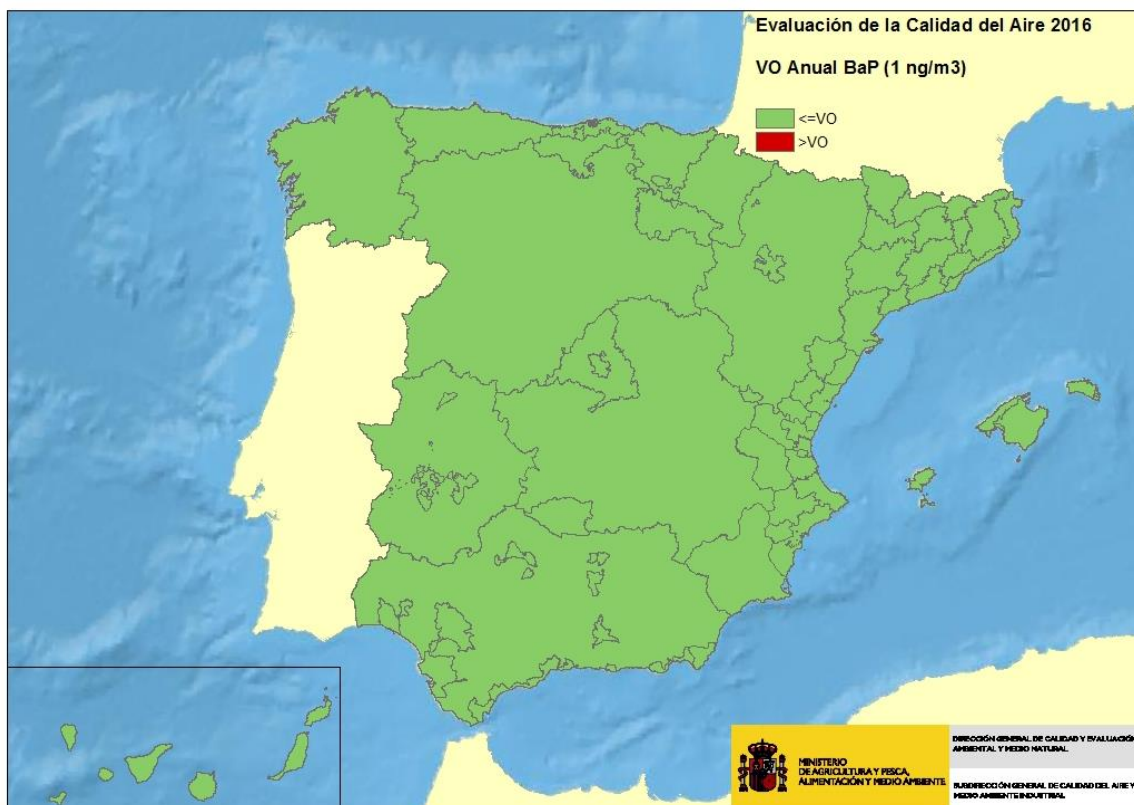 Evaluación de la Calidad del Aire 2016
VO Anual BaP (1 ng/m3)
<=VO
>VO
MINISTERIO
DE AGRICULTURA Y PESCA,
ALIMENTACIÓN Y MEDIO AMBIENTE
DIRECCIÓN GENERAL DE CALIDAD Y EVALUACIÓN
AMBIENTAL Y MEDIO NATURAL
SUBDIRECCIÓN GENERAL DE CALIDAD DEL AIRE Y
MEDIO AMBIENTE INDUSTRIAL